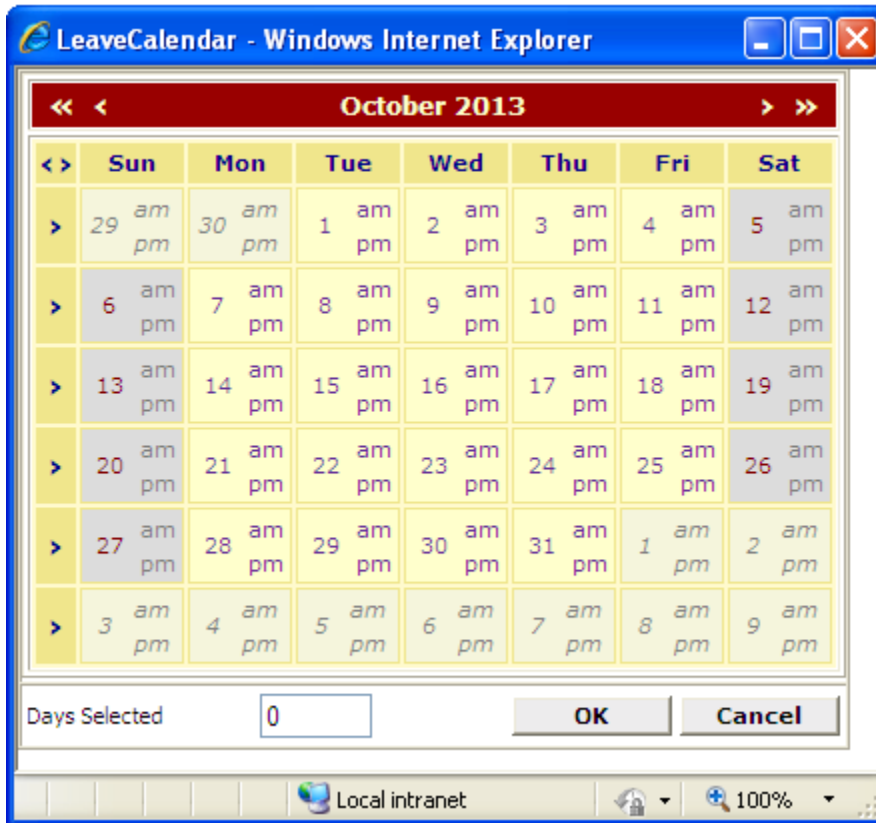 LeaveCalendar - Windows Internet Explorer
« < October 2013 > »
< > Sun Mon Tue Wed Thu Fri Sat
> 29 am pm 30 am pm 1 am pm 2 am pm 3 am pm 4 am pm 5 am pm
> 6 am pm 7 am pm 8 am pm 9 am pm 10 am pm 11 am pm 12 am pm
> 13 am pm 14 am pm 15 am pm 16 am pm 17 am pm 18 am pm 19 am pm
> 20 am pm 21 am pm 22 am pm 23 am pm 24 am pm 25 am pm 26 am pm
> 27 am pm 28 am pm 29 am pm 30 am pm 31 am pm 1 am pm 2 am pm
> 3 am pm 4 am pm 5 am pm 6 am pm 7 am pm 8 am pm 9 am pm
Days Selected 0 OK Cancel
Local intranet 100%